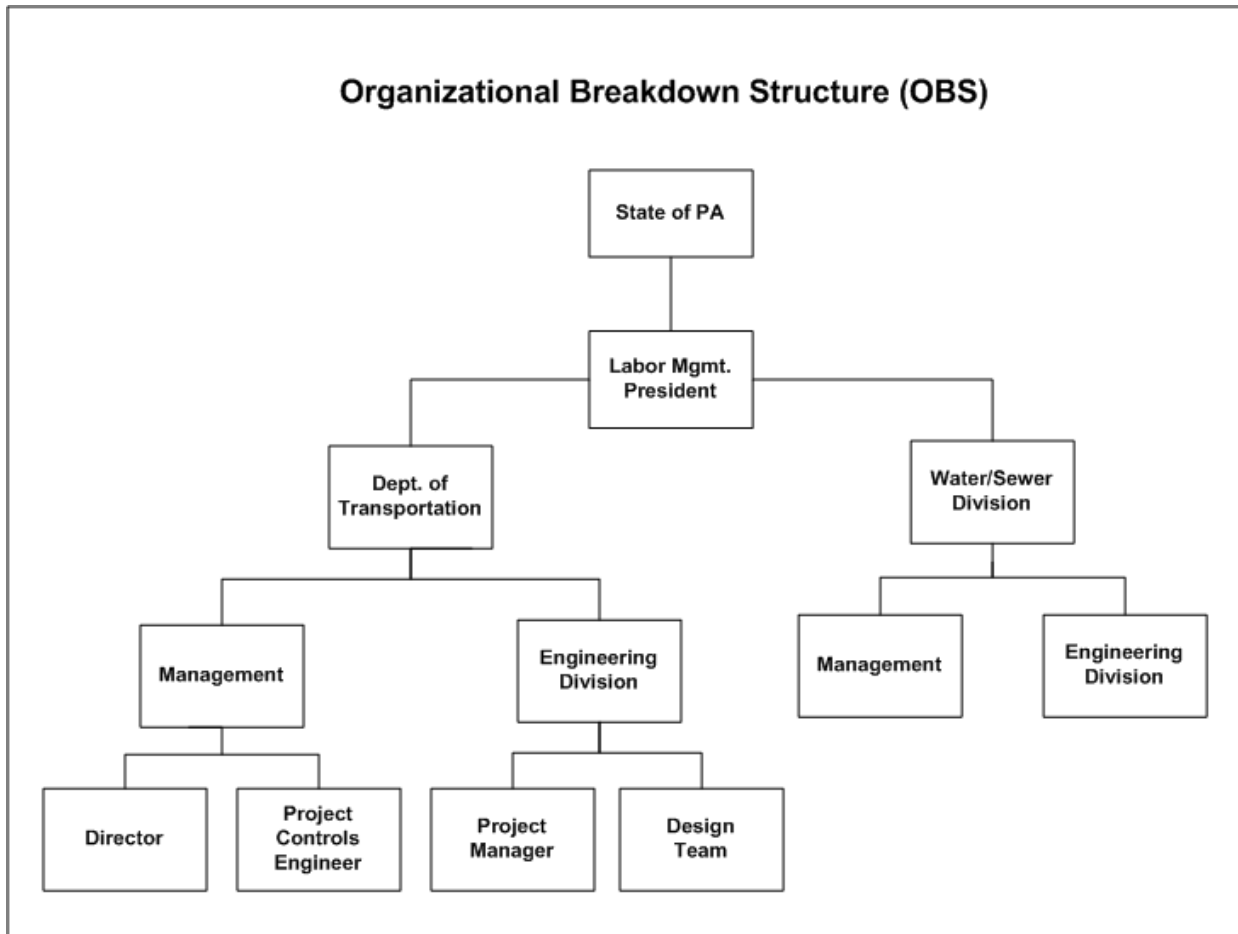 Organizational Breakdown Structure (OBS)
State of PA
Labor Mgmt.
President
Dept. of
Transportation
Water/Sewer
Division
Management
Engineering
Division
Management
Engineering
Division
Director
Project
Controls
Engineer
Project
Manager
Design
Team